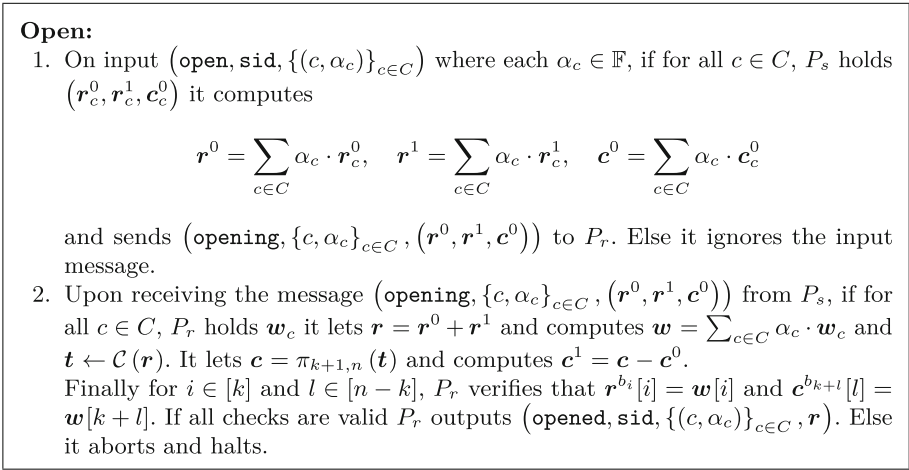 Open:
1. On input (open, sid, {(c, α_c)}_{c∈C}) where each α_c ∈ 𝔽, if for all c ∈ C, P_s holds
(r_c^0, r_c^1, c_c^0) it computes
r^0 = ∑_{c∈C} α_c · r_c^0, r^1 = ∑_{c∈C} α_c · r_c^1, c^0 = ∑_{c∈C} α_c · c_c^0
and sends (opening, {c, α_c}_{c∈C}, (r^0, r^1, c^0)) to P_r. Else it ignores the input
message.
2. Upon receiving the message (opening, {c, α_c}_{c∈C}, (r^0, r^1, c^0)) from P_s, if for
all c ∈ C, P_r holds w_c it lets r = r^0 + r^1 and computes w = ∑_{c∈C} α_c · w_c and
t ← 𝒞(r). It lets c = π_{k+1,n}(t) and computes c^1 = c − c^0.
Finally for i ∈ [k] and l ∈ [n − k], P_r verifies that r^{b_i}[i] = w[i] and c^{b_{k+l}}[l] =
w[k + l]. If all checks are valid P_r outputs (opened, sid, {(c, α_c)}_{c∈C}, r). Else
it aborts and halts.